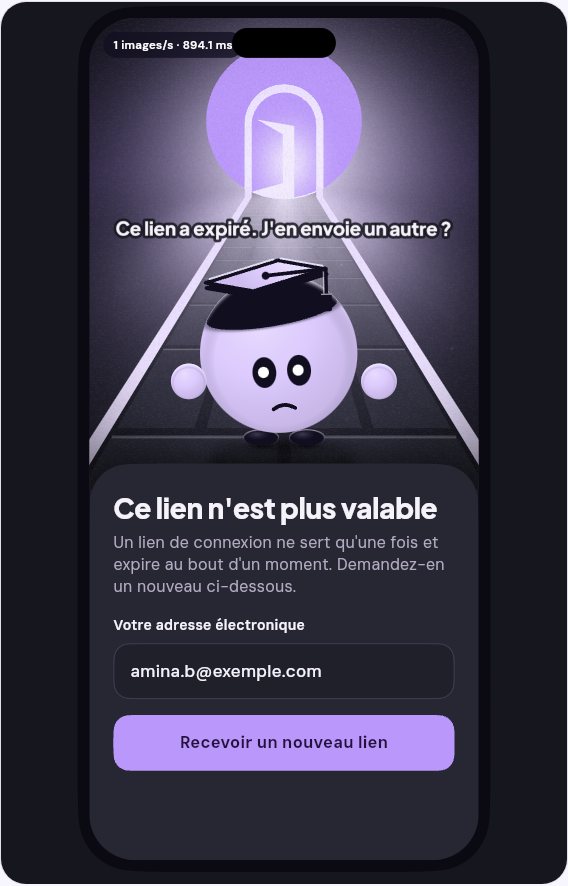 1 images/s · 894.1 ms
Ce lien a expiré. J'en envoie un autre ?
Ce lien n'est plus valable
Un lien de connexion ne sert qu'une fois et
expire au bout d'un moment. Demandez-en
un nouveau ci-dessous.
Votre adresse électronique
amina.b@exemple.com
Recevoir un nouveau lien